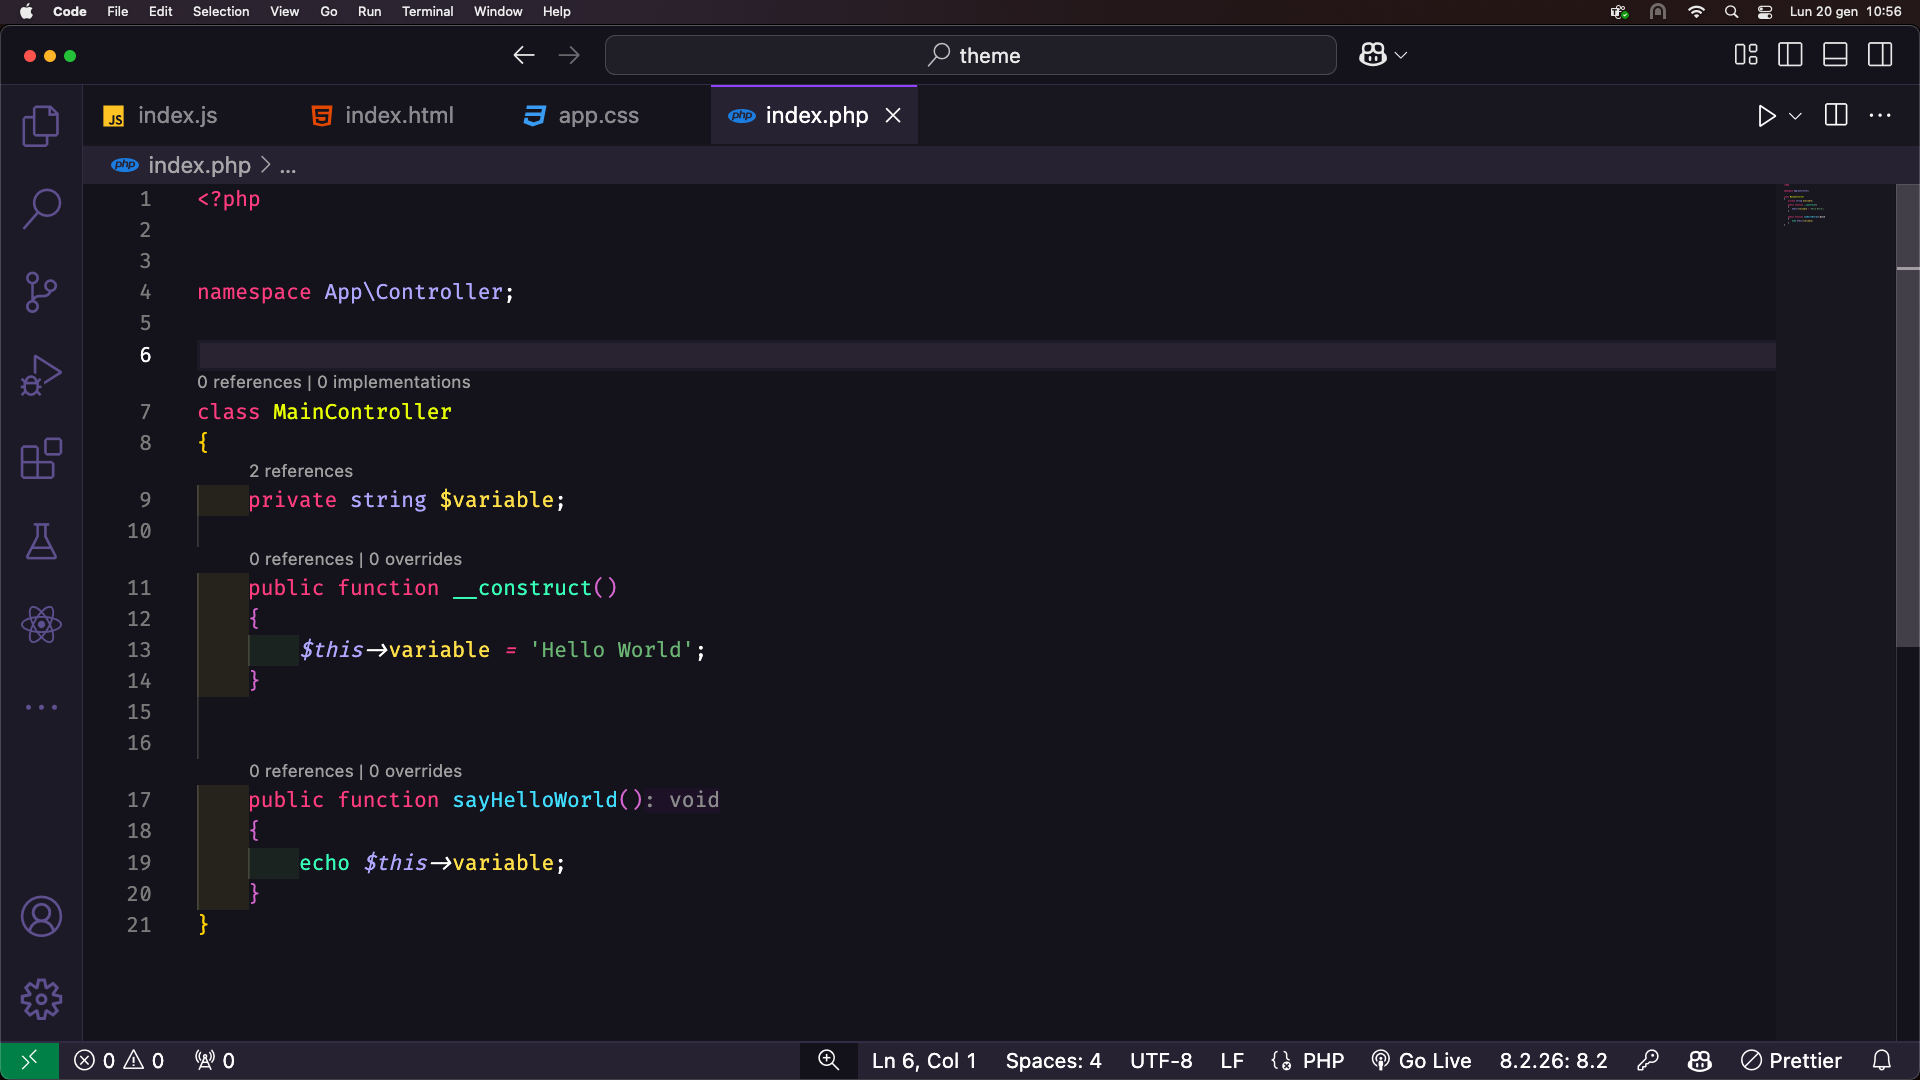 Code File Edit Selection View Go Run Terminal Window Help Lun 20 gen 10:56
theme
JS index.js index.html app.css php index.php
php index.php > ...
1 <?php
2
3
4 namespace App\Controller;
5
6
0 references | 0 implementations
7 class MainController
8 {
2 references
9 private string $variable;
10
0 references | 0 overrides
11 public function __construct()
12 {
13 $this->variable = 'Hello World';
14 }
15
16
0 references | 0 overrides
17 public function sayHelloWorld(): void
18 {
19 echo $this->variable;
20 }
21 }
0 0 0 Ln 6, Col 1 Spaces: 4 UTF-8 LF PHP Go Live 8.2.26: 8.2 Prettier